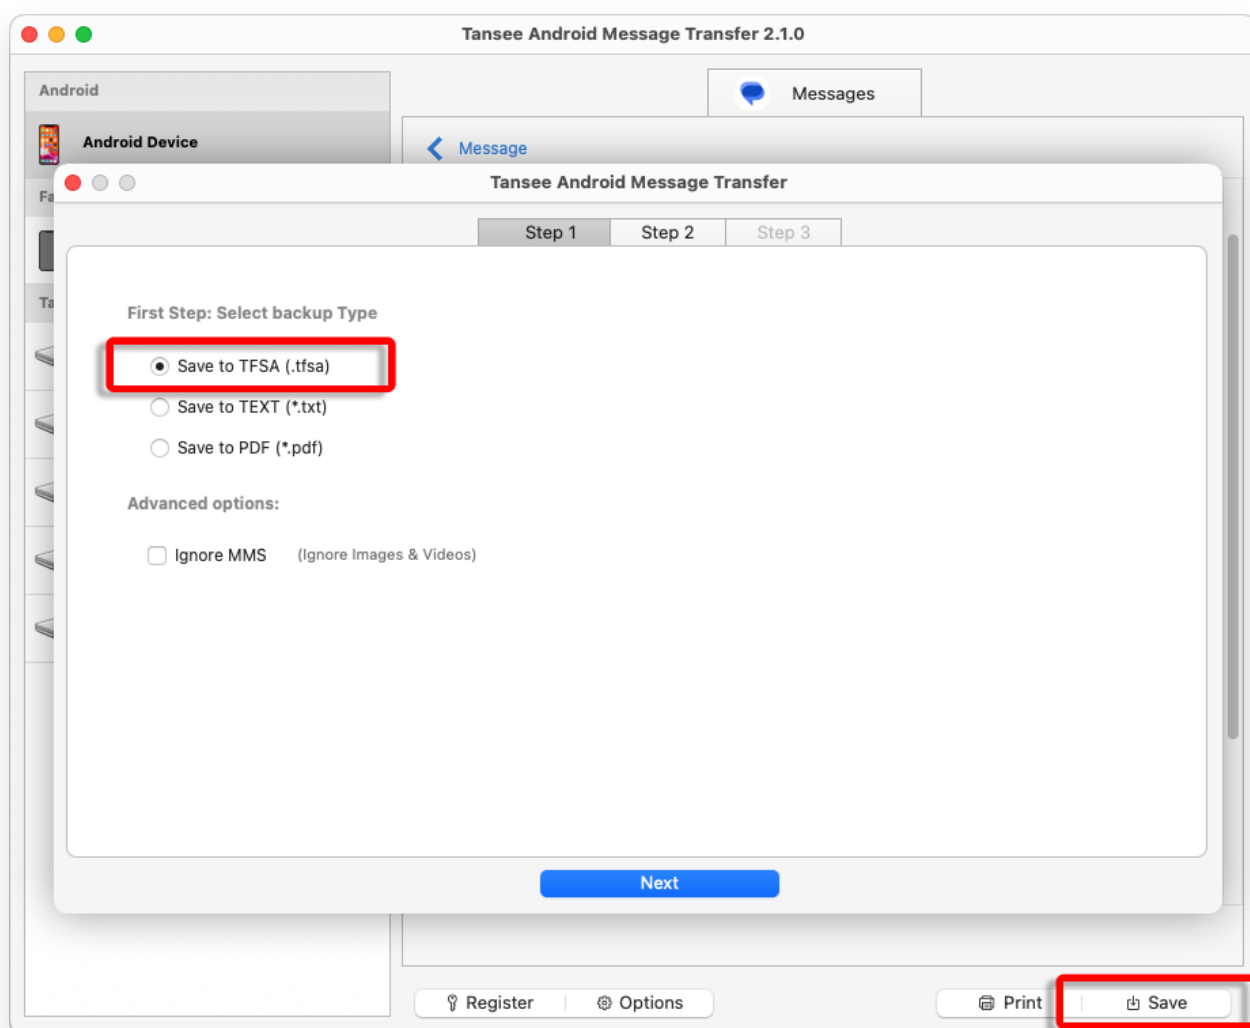 Tansee Android Message Transfer 2.1.0
Android
Messages
Android Device
Message
Fa
Ta
Tansee Android Message Transfer
Step 1
Step 2
Step 3
First Step: Select backup Type
Save to TFSA (.tfsa)
Save to TEXT (*.txt)
Save to PDF (*.pdf)
Advanced options:
Ignore MMS (Ignore Images & Videos)
Next
Register
Options
Print
Save